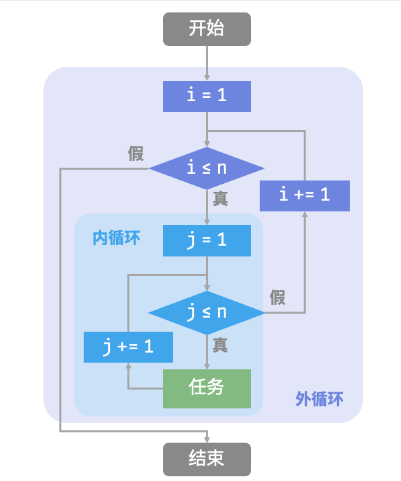 开始
i = 1
假
i ≤ n
真
i += 1
内循环
j = 1
假
j ≤ n
真
j += 1
任务
外循环
结束